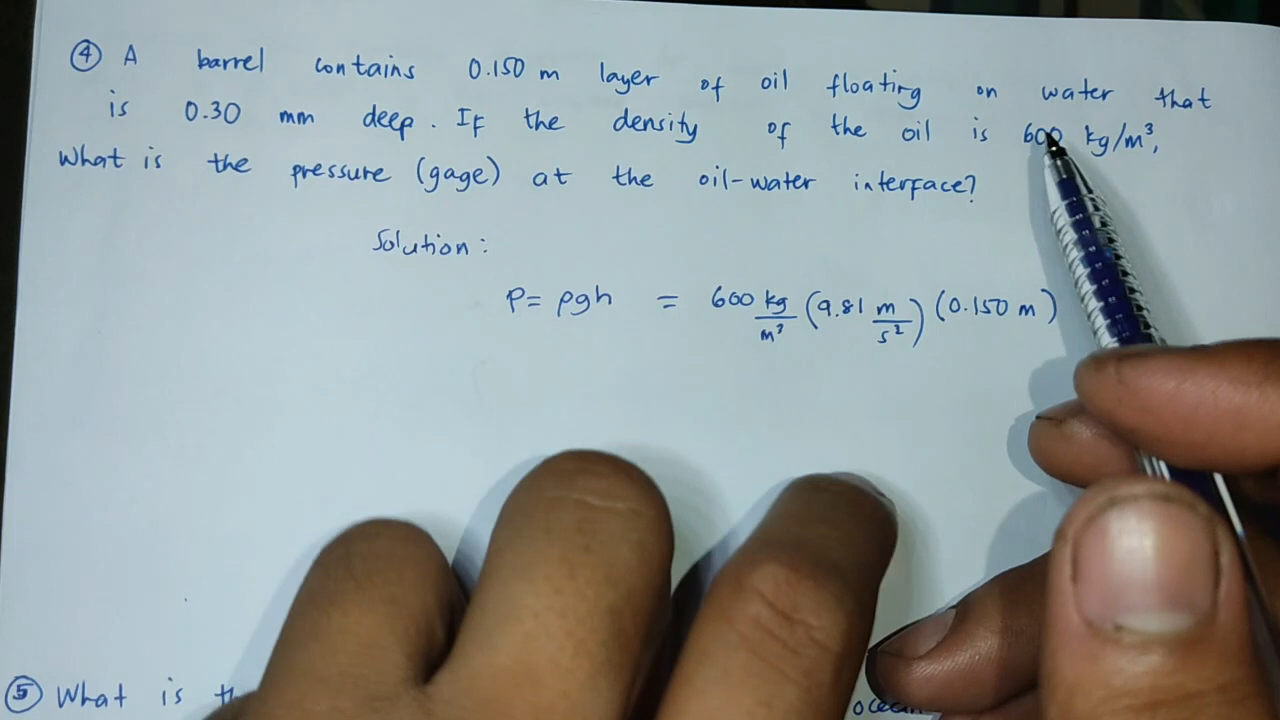 ④ A barrel contains 0.150 m layer of oil floating on water that
is 0.30 mm deep. If the density of the oil is 600 kg/m³,
What is the pressure (gage) at the oil-water interface?
Solution:
P = ρgh = 600 kg/m³ (9.81 m/s²) (0.150 m)
⑤ What is ocean